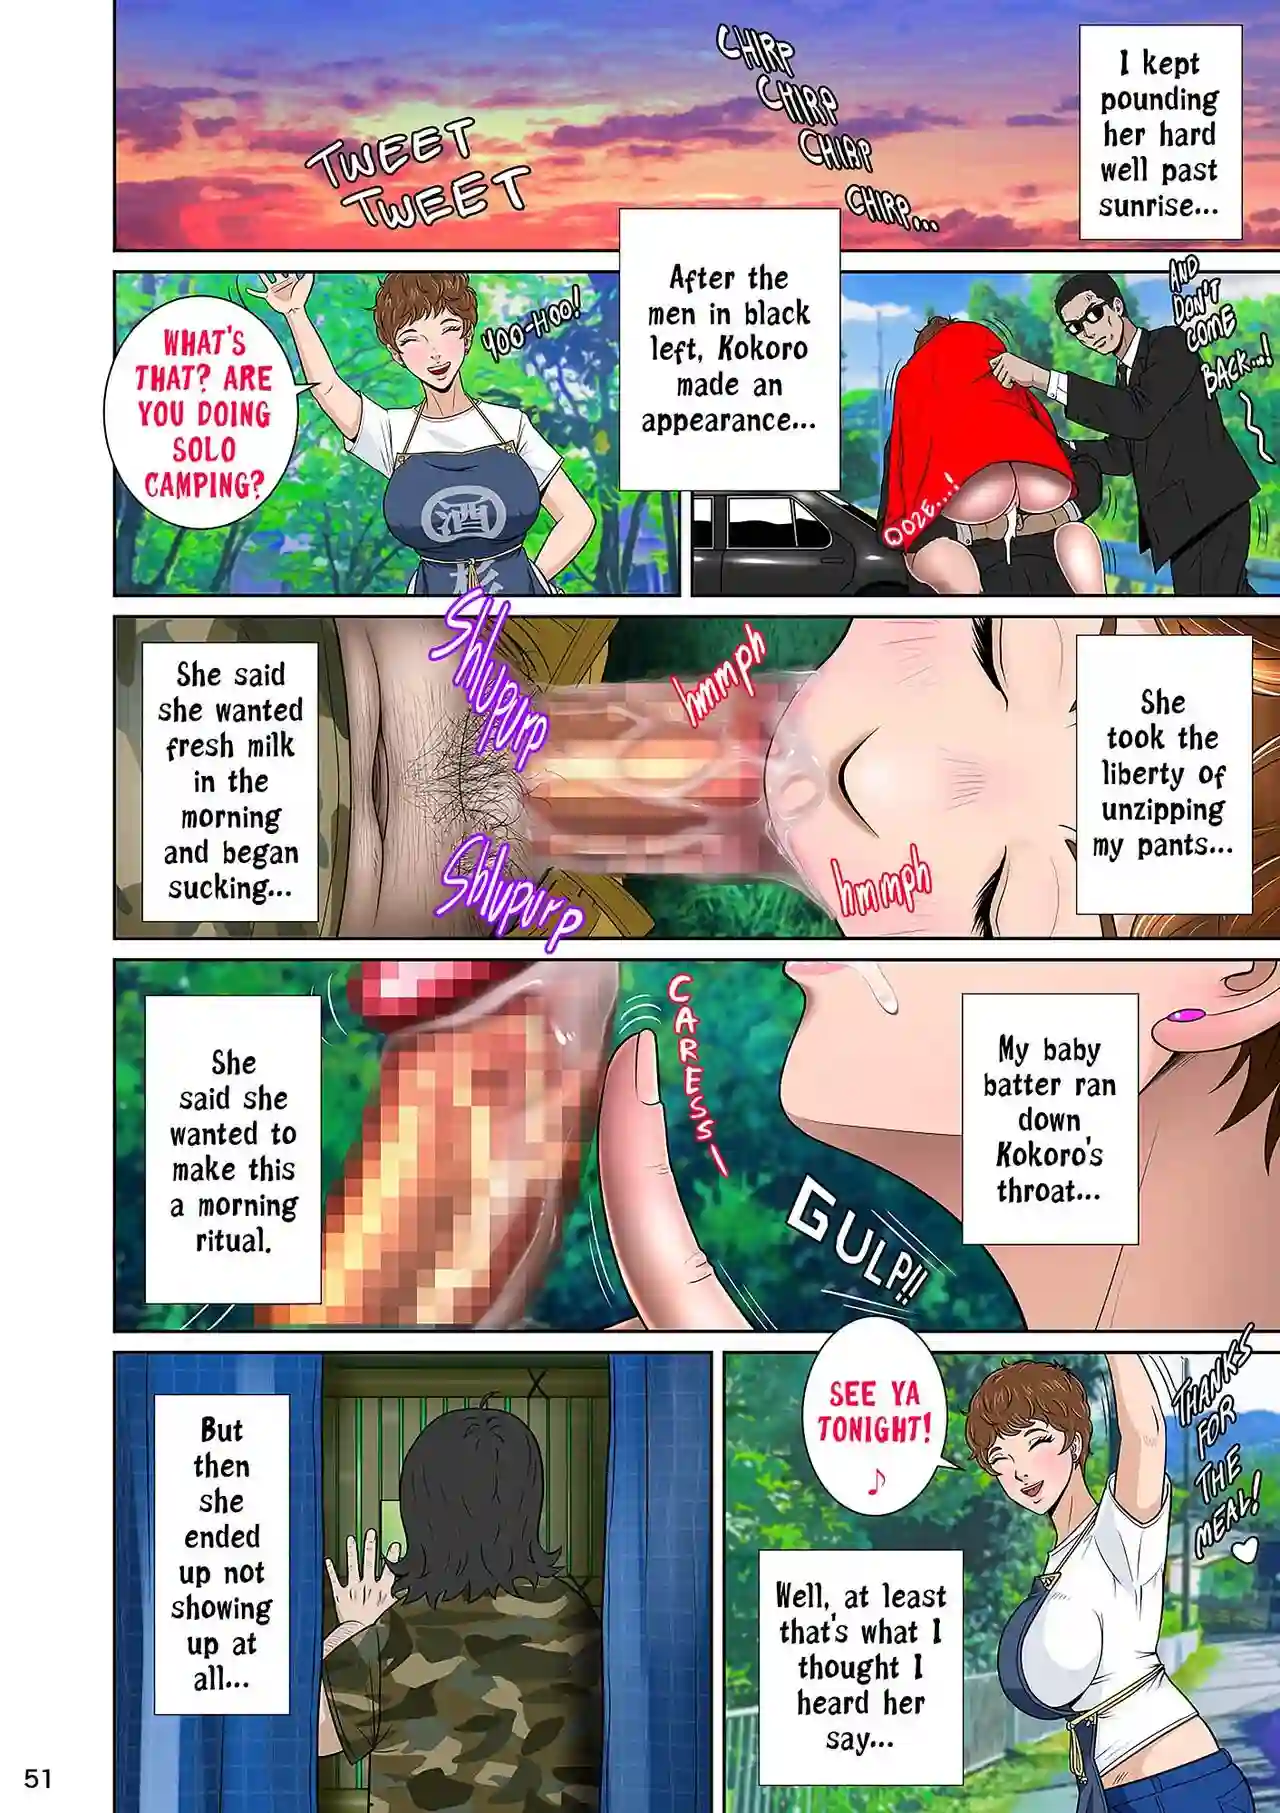 I kept
pounding
her hard
well past
sunrise...
CHIRP
CHIRP
CHIRP
CHIRP...
TWEET
TWEET
AND
DON'T
COME
BACK...!
OOZE...!
After the
men in black
left, Kokoro
made an
appearance...
YOO-HOO!
WHAT'S
THAT? ARE
YOU DOING
SOLO
CAMPING?
酒
杉
She
took the
liberty of
unzipping
my pants...
hmmmph
hmmmph
Shlupurp
Shlupurp
She said
she wanted
fresh milk
in the
morning
and began
sucking...
My baby
batter ran
down
Kokoro's
throat...
GULP!!
CARESS
She
said she
wanted to
make this
a morning
ritual.
THANKS
FOR
THE
MEAL!
SEE YA
TONIGHT!
♪
Well, at least
that's what I
thought I
heard her
say...
But
then
she
ended
up not
showing
up at
all...
51